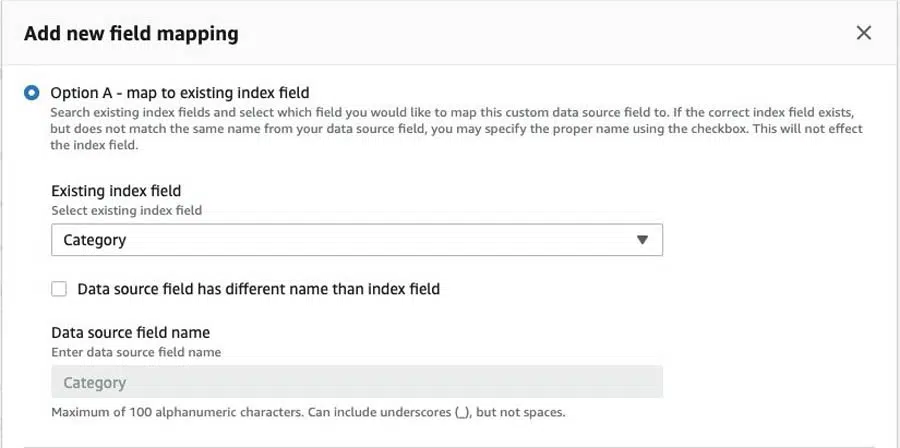 Add new field mapping
Option A - map to existing index field
Search existing index fields and select which field you would like to map this custom data source field to. If the correct index field exists,
but does not match the same name from your data source field, you may specify the proper name using the checkbox. This will not effect
the index field.
Existing index field
Select existing index field
Category
Data source field has different name than index field
Data source field name
Enter data source field name
Category
Maximum of 100 alphanumeric characters. Can include underscores (_), but not spaces.